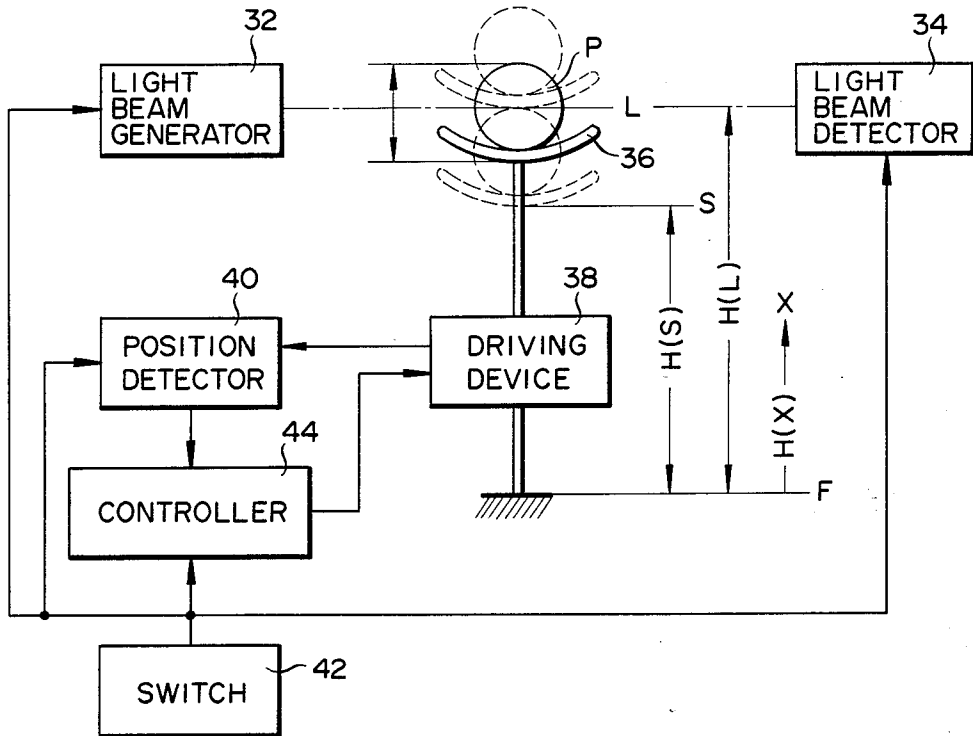 32
LIGHT
BEAM
GENERATOR
P
L
36
34
LIGHT
BEAM
DETECTOR
S
H(S)
H(L)
X
H(X)
F
40
POSITION
DETECTOR
38
DRIVING
DEVICE
44
CONTROLLER
SWITCH
42